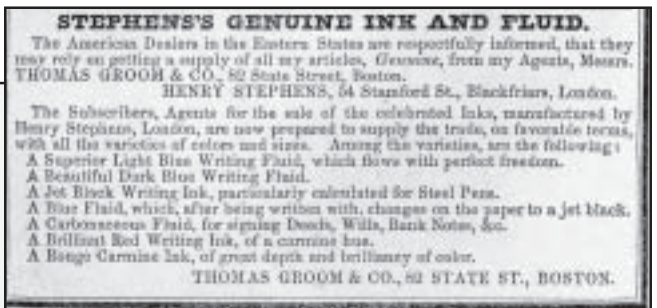 STEPHENS'S GENUINE INK AND FLUID.
The American Dealers in the Eastern States are respectfully informed, that they
may rely on getting a supply of all my articles, Genuine, from my Agents, Messrs.
THOMAS GROOM & CO., 82 State Street, Boston.
HENRY STEPHENS, 54 Stamford St., Blackfriars, London.
The Subscribers, Agents for the sale of the celebrated Inks, manufactured by
Henry Stephens, London, are now prepared to supply the trade, on favorable terms,
with all the varieties of colors and sizes. Among the varieties, are the following:
A Superior Light Blue Writing Fluid, which flows with perfect freedom.
A Beautiful Dark Blue Writing Fluid.
A Jet Black Writing Ink, particularly calculated for Steel Pens.
A Blue Fluid, which, after being written with, changes on the paper to a jet black.
A Carbonaceous Fluid, for signing Deeds, Wills, Bank Notes, &c.
A Brilliant Red Writing Ink, of a carmine hue.
A Rouge Carmine Ink, of great depth and brilliancy of color.
THOMAS GROOM & CO., 82 STATE ST., BOSTON.